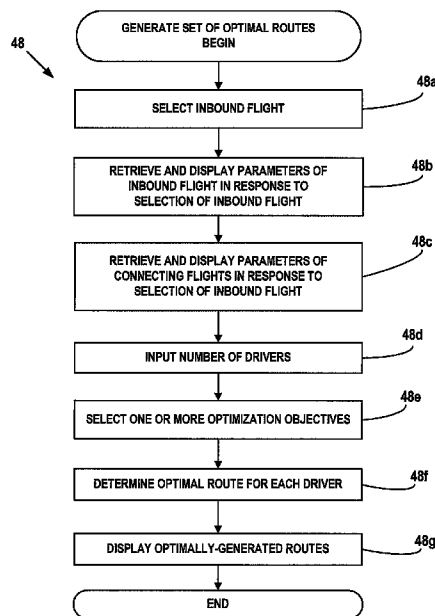 GENERATE SET OF OPTIMAL ROUTES
BEGIN
48
48a
SELECT INBOUND FLIGHT
48b
RETRIEVE AND DISPLAY PARAMETERS OF
INBOUND FLIGHT IN RESPONSE TO
SELECTION OF INBOUND FLIGHT
48c
RETRIEVE AND DISPLAY PARAMETERS OF
CONNECTING FLIGHTS IN RESPONSE TO
SELECTION OF INBOUND FLIGHT
48d
INPUT NUMBER OF DRIVERS
48e
SELECT ONE OR MORE OPTIMIZATION OBJECTIVES
48f
DETERMINE OPTIMAL ROUTE FOR EACH DRIVER
48g
DISPLAY OPTIMALLY-GENERATED ROUTES
END